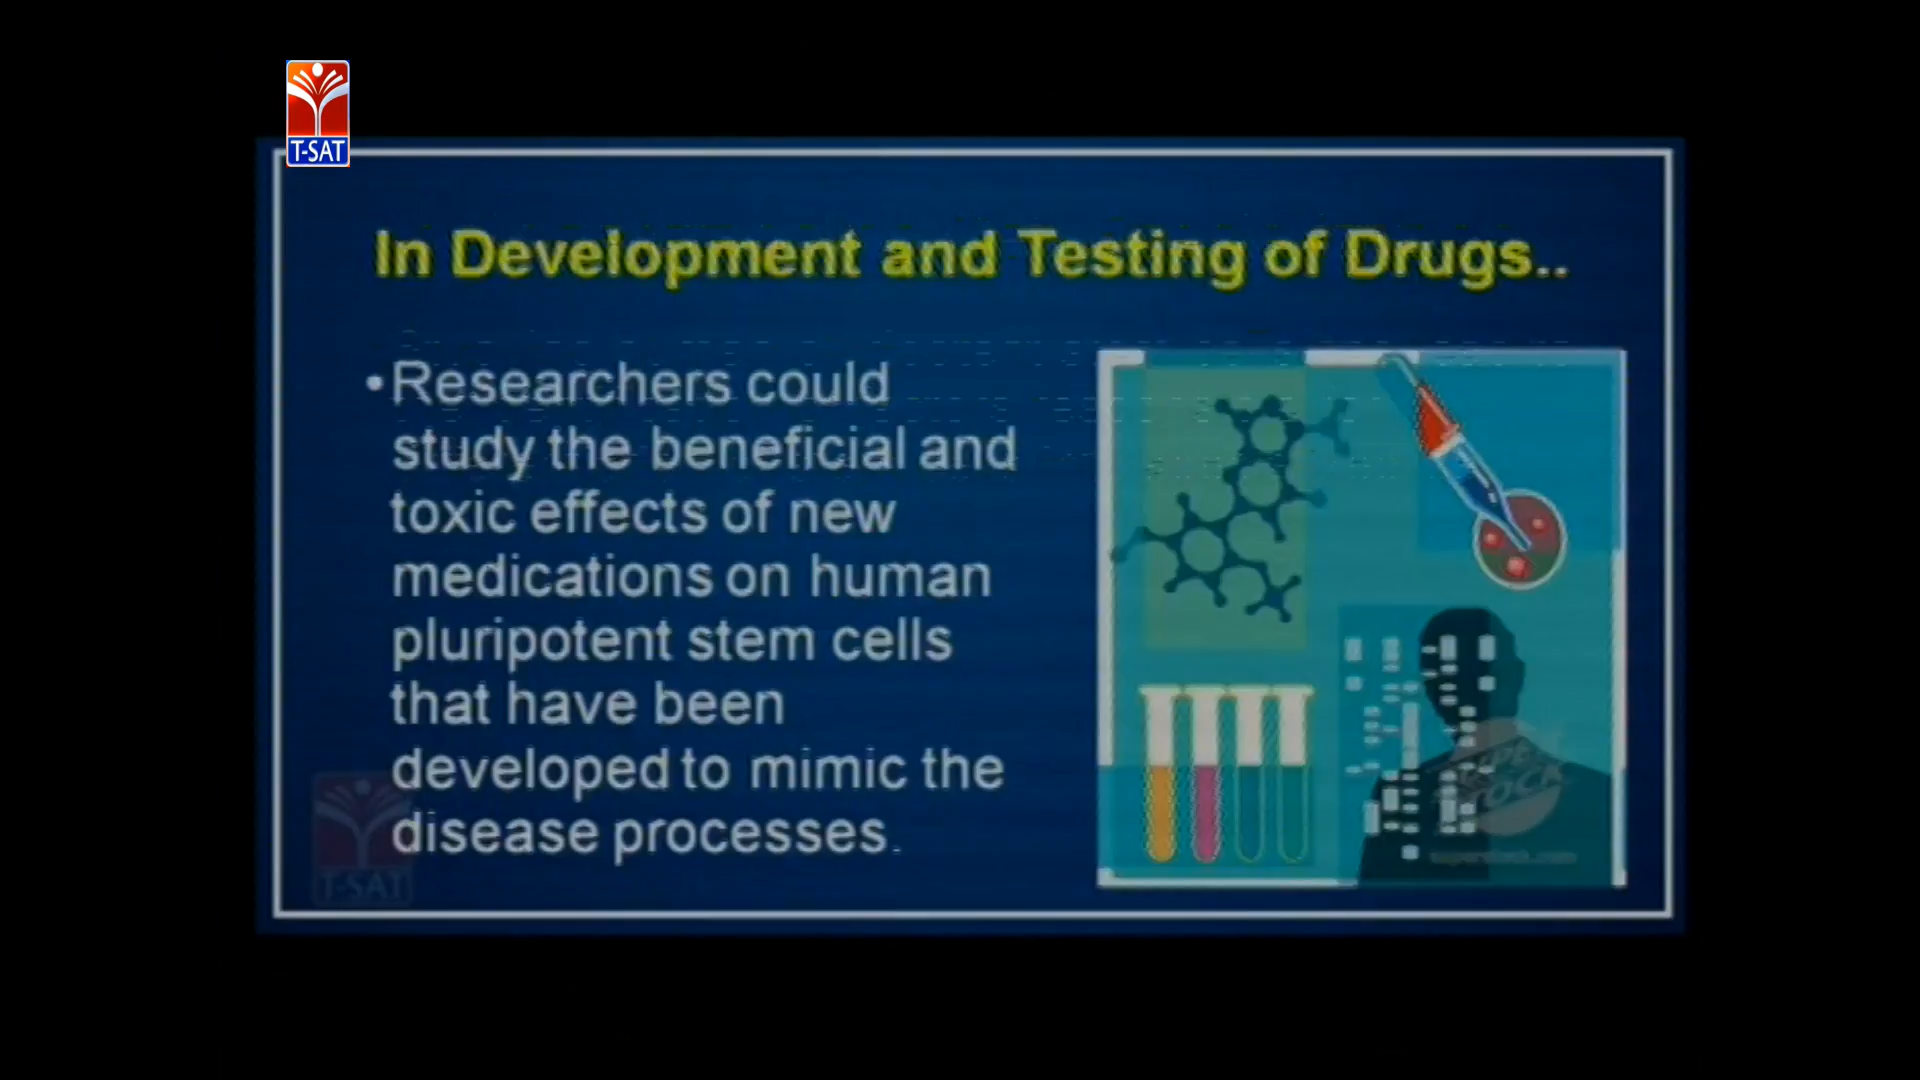 T-SAT
In Development and Testing of Drugs..
•Researchers could
study the beneficial and
toxic effects of new
medications on human
pluripotent stem cells
that have been
developed to mimic the
disease processes.
T-SAT